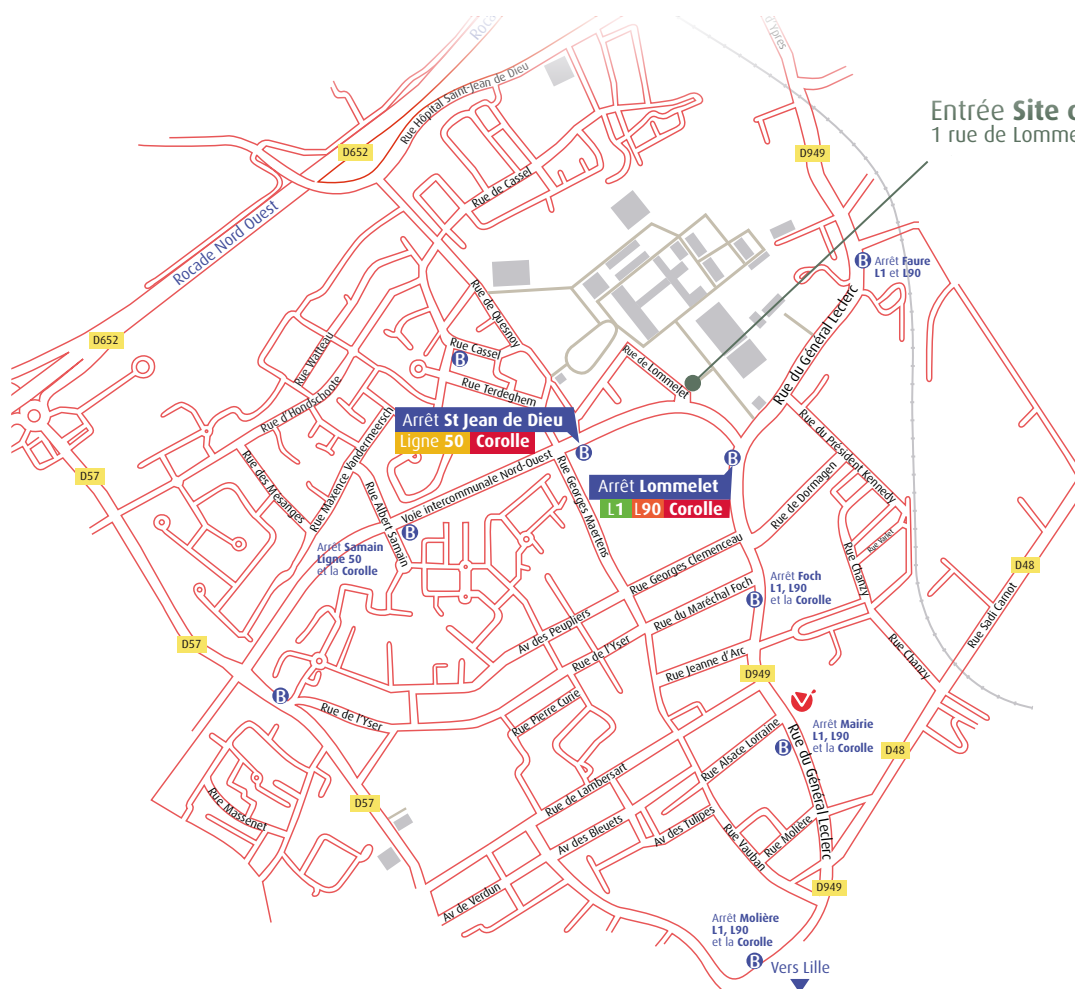 Rocade
d'Ypres
Rue Hôpital Saint-Jean de Dieu
Entrée Site d
1 rue de Lomme
D652
D949
Rue de Cassel
Rocade Nord Ouest
Arrêt Faure
L1 et L90
B
Rue de Quesnoy
Rue du Général Leclerc
D652
Rue Watteau
Rue Cassel
B
Rue de Lommelet
Rue Terdeghem
Rue d'Hondschoote
Arrêt St Jean de Dieu
Ligne 50 Corolle
B
Rue du Président Kennedy
Rue Maxence Vandermeersch
D57
Rue des Mésanges
Voie intercommunale Nord-Ouest
Rue Georges Maertens
Arrêt Lommelet
L1 L90 Corolle
B
Rue de Dormagen
Rue Albert Samain
Arrêt Samain
Ligne 50
et la Corolle
B
Rue Georges Clemenceau
Rue Chanzy
D48
Arrêt Foch
L1, L90
et la Corolle
B
Rue du Maréchal Foch
Rue Sadi Carnot
Av des Peupliers
D57
Rue de l'Yser
Rue Jeanne d'Arc
Rue Chanzy
D949
B
Rue de l'Yser
Rue Pierre Curie
Arrêt Mairie
L1, L90
et la Corolle
B
Rue Alsace Lorraine
Rue du Général Leclerc
D48
D57
Rue de Lambersart
Rue Massenet
Av des Bleuets
Av des Tulipes
Rue Vauban
Rue Molière
D949
Av de Verdun
Arrêt Molière
L1, L90
et la Corolle
B
Vers Lille